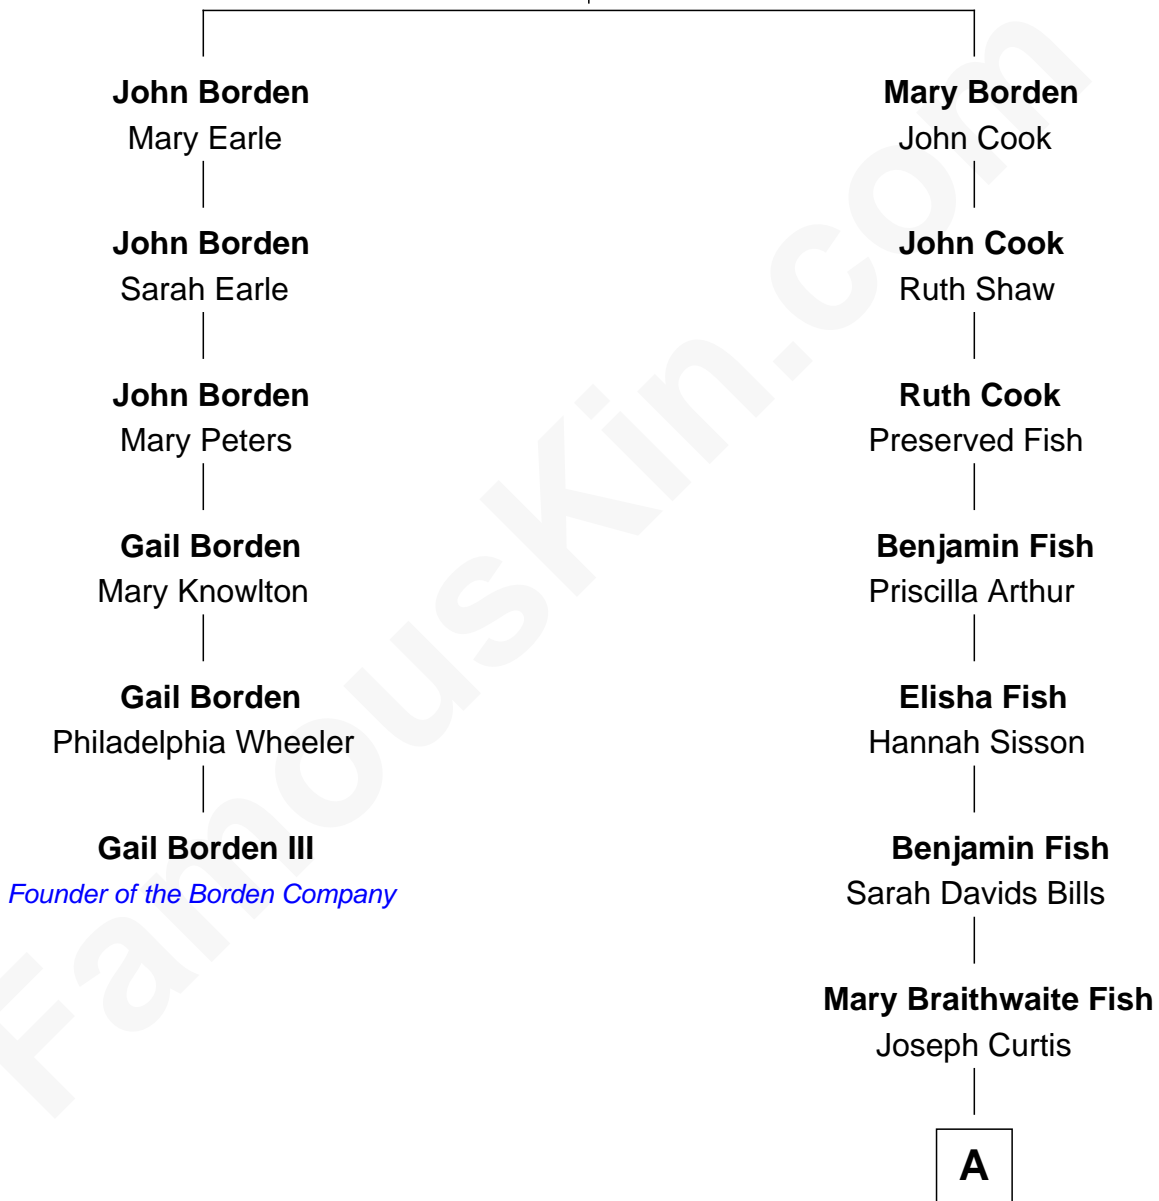 John Borden
Mary Earle
John Borden
Sarah Earle
John Borden
Mary Peters
Gail Borden
Mary Knowlton
Gail Borden
Philadelphia Wheeler
Gail Borden III
Founder of the Borden Company
Mary Borden
John Cook
John Cook
Ruth Shaw
Ruth Cook
Preserved Fish
Benjamin Fish
Priscilla Arthur
Elisha Fish
Hannah Sisson
Benjamin Fish
Sarah Davids Bills
Mary Braithwaite Fish
Joseph Curtis
A
FamousKin.com